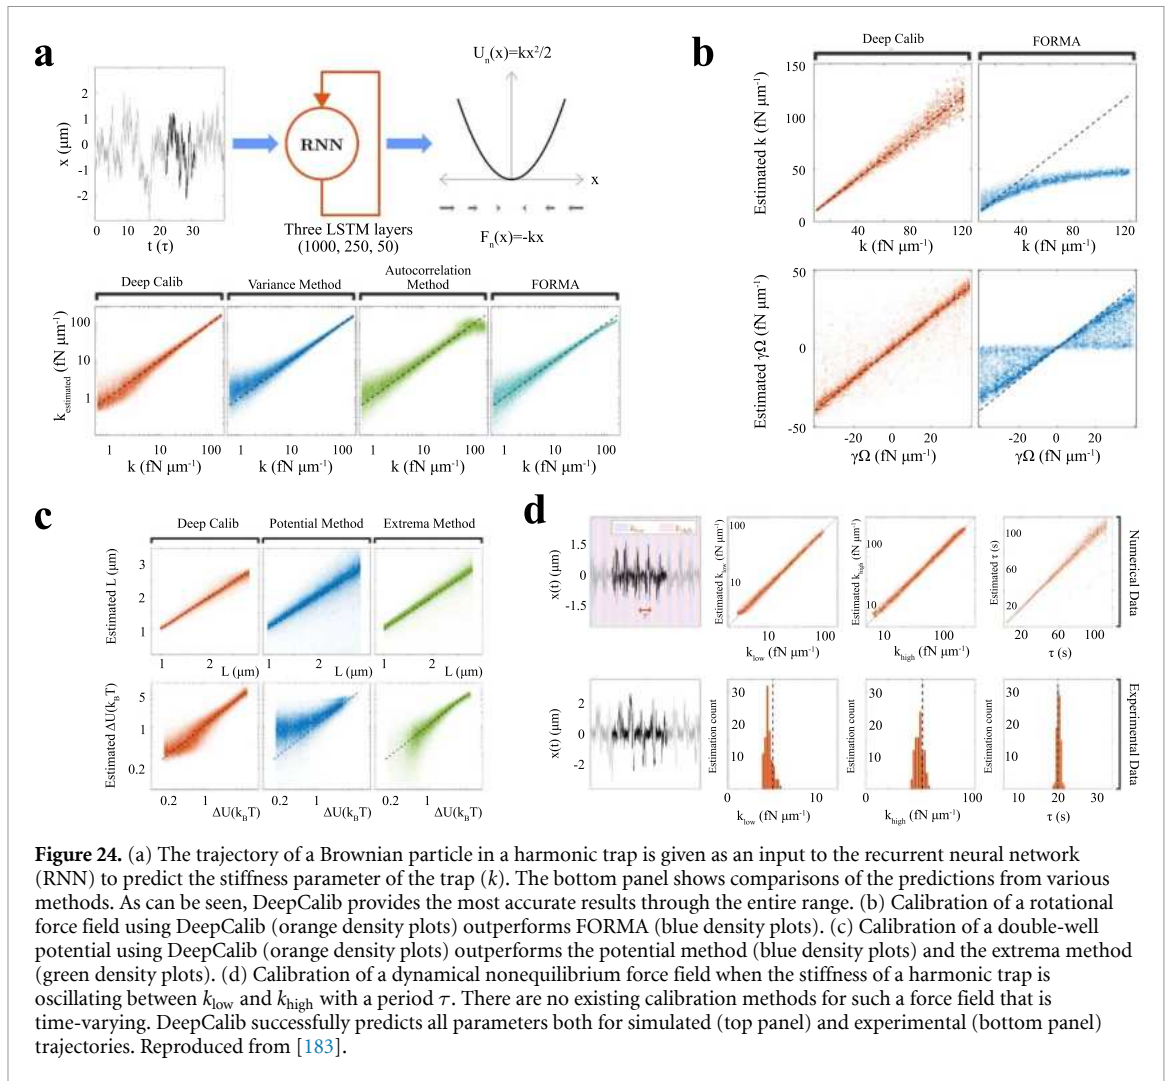 a
x (μm)
2
1
0
-1
-2
0 10 20 30
t (τ)
RNN
Three LSTM layers
(1000, 250, 50)
Uₙ(x)=kx²/2
x
Fₙ(x)=-kx
Deep Calib Variance Method Autocorrelation Method FORMA
k_estimated (fN μm⁻¹)
100
10
1
1 10 100 1 10 100 1 10 100 1 10 100
k (fN μm⁻¹) k (fN μm⁻¹) k (fN μm⁻¹) k (fN μm⁻¹)
b
Deep Calib FORMA
Estimated k (fN μm⁻¹)
150
100
50
0
40 80 120 40 80 120
k (fN μm⁻¹) k (fN μm⁻¹)
Estimated γΩ (fN μm⁻¹)
50
0
-50
-20 0 20 -20 0 20
γΩ (fN μm⁻¹) γΩ (fN μm⁻¹)
c
Deep Calib Potential Method Extrema Method
Estimated L (μm)
3
2
1
1 2 1 2 1 2
L (μm) L (μm) L (μm)
Estimated ΔU(k_BT)
5
1
0.2
0.2 1 0.2 1 0.2 1
ΔU(k_BT) ΔU(k_BT) ΔU(k_BT)
d
x(t) (μm)
1.5
0
-1.5
τ
Estimated k_low (fN μm⁻¹)
100
10
10 100
k_low (fN μm⁻¹)
Estimated k_high (fN μm⁻¹)
100
10
10 100
k_high (fN μm⁻¹)
Estimated τ (s)
100
60
20
20 60 100
τ (s)
Numerical Data
x(t) (μm)
2
0
-2
Estimation count
30
20
10
0 10
k_low (fN μm⁻¹)
Estimation count
30
20
10
0 100
k_high (fN μm⁻¹)
Estimation count
30
20
10
10 20 30
τ (s)
Experimental Data
Figure 24. (a) The trajectory of a Brownian particle in a harmonic trap is given as an input to the recurrent neural network
(RNN) to predict the stiffness parameter of the trap (k). The bottom panel shows comparisons of the predictions from various
methods. As can be seen, DeepCalib provides the most accurate results through the entire range. (b) Calibration of a rotational
force field using DeepCalib (orange density plots) outperforms FORMA (blue density plots). (c) Calibration of a double-well
potential using DeepCalib (orange density plots) outperforms the potential method (blue density plots) and the extrema method
(green density plots). (d) Calibration of a dynamical nonequilibrium force field when the stiffness of a harmonic trap is
oscillating between k_low and k_high with a period τ. There are no existing calibration methods for such a force field that is
time-varying. DeepCalib successfully predicts all parameters both for simulated (top panel) and experimental (bottom panel)
trajectories. Reproduced from [183].